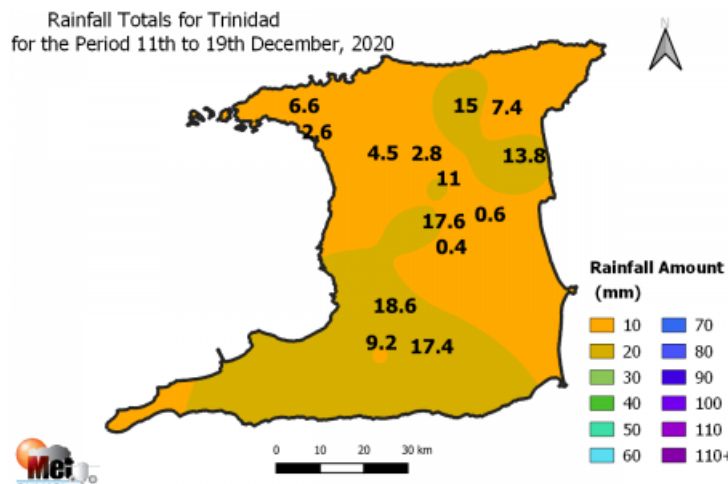 Rainfall Totals for Trinidad
for the Period 11th to 19th December, 2020
N
6.6
2.6
15 7.4
4.5 2.8
13.8
11
17.6 0.6
0.4
18.6
9.2 17.4
Rainfall Amount
(mm)
10 70
20 80
30 90
40 100
50 110
60 110+
0 10 20 30 km
Met